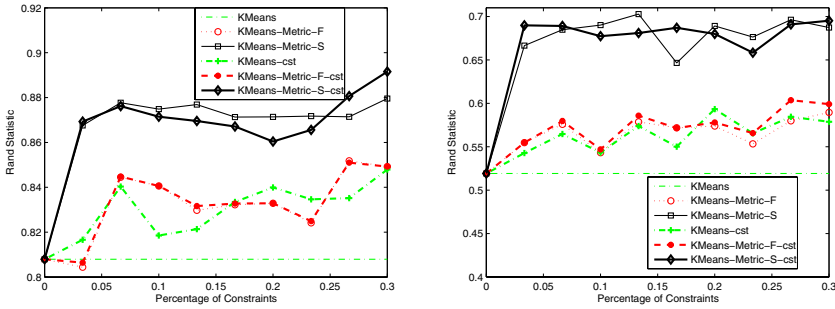 0.92
0.9
0.88
0.86
0.84
0.82
0.8
Rand Statistic
0
0.05
0.1
0.15
0.2
0.25
0.3
Percentage of Constraints
KMeans
KMeans-Metric-F
KMeans-Metric-S
KMeans-cst
KMeans-Metric-F-cst
KMeans-Metric-S-cst
0.7
0.65
0.6
0.55
0.5
0.45
0.4
Rand Statistic
0
0.05
0.1
0.15
0.2
0.25
0.3
Percentage of Constraints
KMeans
KMeans-Metric-F
KMeans-Metric-S
KMeans-cst
KMeans-Metric-F-cst
KMeans-Metric-S-cst